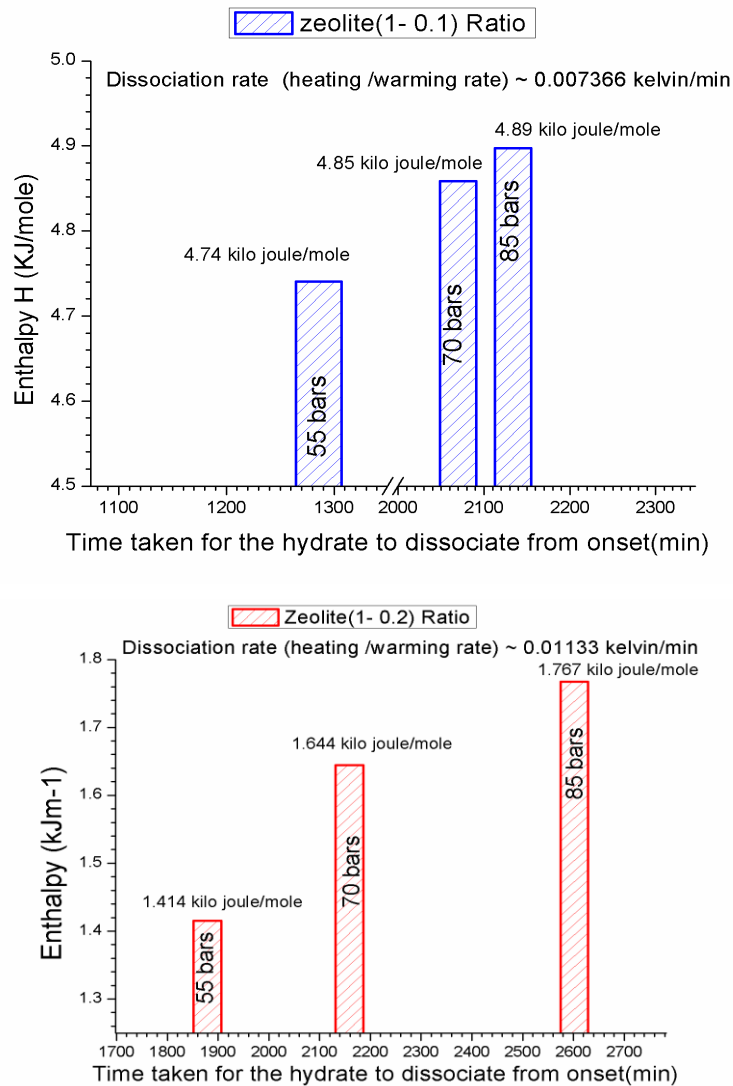 zeolite(1- 0.1) Ratio
Dissociation rate (heating /warming rate) ~ 0.007366 kelvin/min
5.0
4.9
4.8
4.7
4.6
4.5
Enthalpy H (KJ/mole)
4.74 kilo joule/mole
4.85 kilo joule/mole
4.89 kilo joule/mole
55 bars
70 bars
85 bars
1100 1200 1300 2000 2100 2200 2300
Time taken for the hydrate to dissociate from onset(min)
Zeolite(1- 0.2) Ratio
Dissociation rate (heating /warming rate) ~ 0.01133 kelvin/min
1.8
1.7
1.6
1.5
1.4
1.3
Enthalpy (kJm-1)
1.414 kilo joule/mole
1.644 kilo joule/mole
1.767 kilo joule/mole
55 bars
70 bars
85 bars
1700 1800 1900 2000 2100 2200 2300 2400 2500 2600 2700
Time taken for the hydrate to dissociate from onset(min)